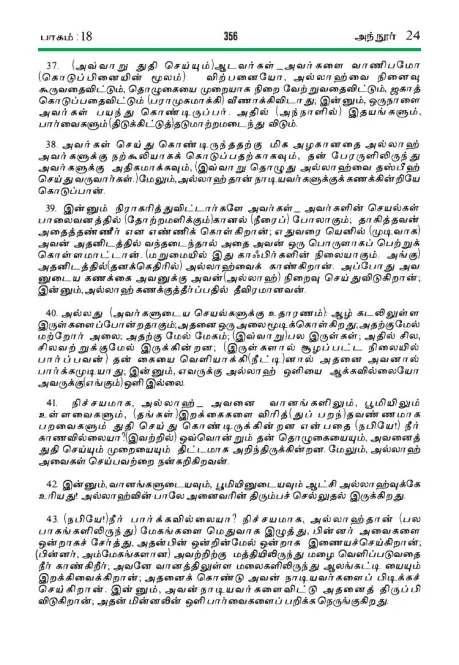 பாகம் : 18 356 அந்நூர் 24
37. (அவ்வாறு துதி செய்யும்) ஆடவர்கள் _அவர்களை வாணிபமோ
(கொடுப்பினையின் மூலம்) விற்பனையோ, அல்லாஹ்வை நினைவு
கூருவதைவிட்டும், தொழுகையை முறையாக நிறை வேற்றுவதைவிட்டும், ஜகாத்
கொடுப்பதைவிட்டும் (பராமுகமாக்கி) வீணாக்கிவிடாது; இன்னும், ஒருநாளை
அவர்கள் பயந்து கொண்டிருப்பர். அதில் (அந்நாளில்) இதயங்களும்,
பார்வைகளும் (திடுக்கிட்டுத்) தடுமாற்றமடைந்து விடும்.
38. அவர்கள் செய்து கொண்டிருந்ததற்கு மிக அழகானதை அல்லாஹ்
அவர்களுக்கு நற்கூலியாகக் கொடுப்பதற்காகவும், தன் பேரருளிலிருந்து
அவர்களுக்கு அதிகமாக்கவும், (இவ்வாறு தொழுது அல்லாஹ்வை தஸ்பீஹ்
செய்து வருவார்கள்.) மேலும், அல்லாஹ் தான் நாடியவர்களுக்குக் கணக்கின்றியே
கொடுப்பான்.
39. இன்னும் நிராகரித்துவிட்டார்களே அவர்கள்_ அவர்களின் செயல்கள்
பாலைவனத்தில் (தோற்றமளிக்கும்) கானல் (நீரைப்) போலாகும்; தாகித்தவன்
அதைத்தண்ணீர் என எண்ணிக் கொள்கிறான்; எதுவரை யெனில் (முடிவாக)
அவன் அதனிடத்தில் வந்தடைந்தால் அதை அவன் ஒரு பொருளாகப் பெற்றுக்
கொள்ளமாட்டான். (மறுமையில் இது காஃபிர்களின் நிலையாகும். அங்கு)
அதனிடத்தில் (தனக்கெதிரில்) அல்லாஹ்வைக் காண்கிறான். அப்போது அவ
னுடைய கணக்கை அவனுக்கு அவன் (அல்லாஹ்) நிறைவு செய்துவிடுகிறான்;
இன்னும், அல்லாஹ் கணக்குத்தீர்ப்பதில் தீவிரமானவன்.
40. அல்லது (அவர்களுடைய செயல்களுக்கு உதாரணம்): ஆழ் கடலிலுள்ள
இருள்களைப்போன்றதாகும்; அதனை ஒரு அலை மூடிக்கொள்கிறது; அதற்குமேல்
மற்றோர் அலை; அதற்கு மேல் மேகம்; (இவ்வாறு) பல இருள்கள்; அதில் சில,
சிலவற்றுக்குமேல் இருக்கின்றன; (இருள்களால் சூழப்பட்ட நிலையில்
பார்ப்பவன்) தன் கையை வெளியாக்கி (நீட்டி)னால் அதனை அவனால்
பார்க்கமுடியாது; இன்னும், எவருக்கு அல்லாஹ் ஒளியை ஆக்கவில்லையோ
அவருக்கு (எங்கும்) ஒளி இல்லை.
41. நிச்சயமாக, அல்லாஹ்_ அவனை வானங்களிலும், பூமியிலும்
உள்ளவைகளும், (தங்கள்) இறக்கைகளை விரித்(துப் பறந்)தவண்ணமாக
பறவைகளும் துதி செய்து கொண்டிருக்கின்றன என்பதை (நபியே!) நீர்
காணவில்லையா? (இவற்றில்) ஒவ்வொன்றும் தன் தொழுகையையும், அவனைத்
துதி செய்யும் முறையையும் திட்டமாக அறிந்திருக்கின்றன. மேலும், அல்லாஹ்
அவைகள் செய்பவற்றை நன்கறிகிறவன்.
42. இன்னும், வானங்களுடையவும், பூமியினுடையவும் ஆட்சி அல்லாஹ்வுக்கே
உரியது! அல்லாஹ்வின் பாலே அனைவரின் திரும்பச் செல்லுதல் இருக்கிறது.
43. (நபியே!) நீர் பார்க்கவில்லையா? நிச்சயமாக, அல்லாஹ்தான் (பல
பாகங்களிலிருந்து) மேகங்களை மெதுவாக இழுத்து, பின்னர் அவைகளை
ஒன்றாகச் சேர்த்து, அதன்பின் ஒன்றின்மேல் ஒன்றாக இணையச்செய்கிறான்;
(பின்னர், அம்மேகங்களான) அவற்றிற்கு மத்தியிலிருந்து மழை வெளிப்படுவதை
நீர் காண்கிறீர்; அவனே வானத்திலுள்ள மலைகளிலிருந்து ஆலங்கட்டி யையும்
இறக்கிவைக்கிறான்; அதனைக் கொண்டு அவன் நாடியவர்களைப் பிடிக்கச்
செய்கிறான். இன்னும், அவன் நாடியவர்களைவிட்டு அதனைத் திருப்பி
விடுகிறான்; அதன் மின்னலின் ஒளி பார்வைகளைப் பறிக்க நெருங்குகிறது.